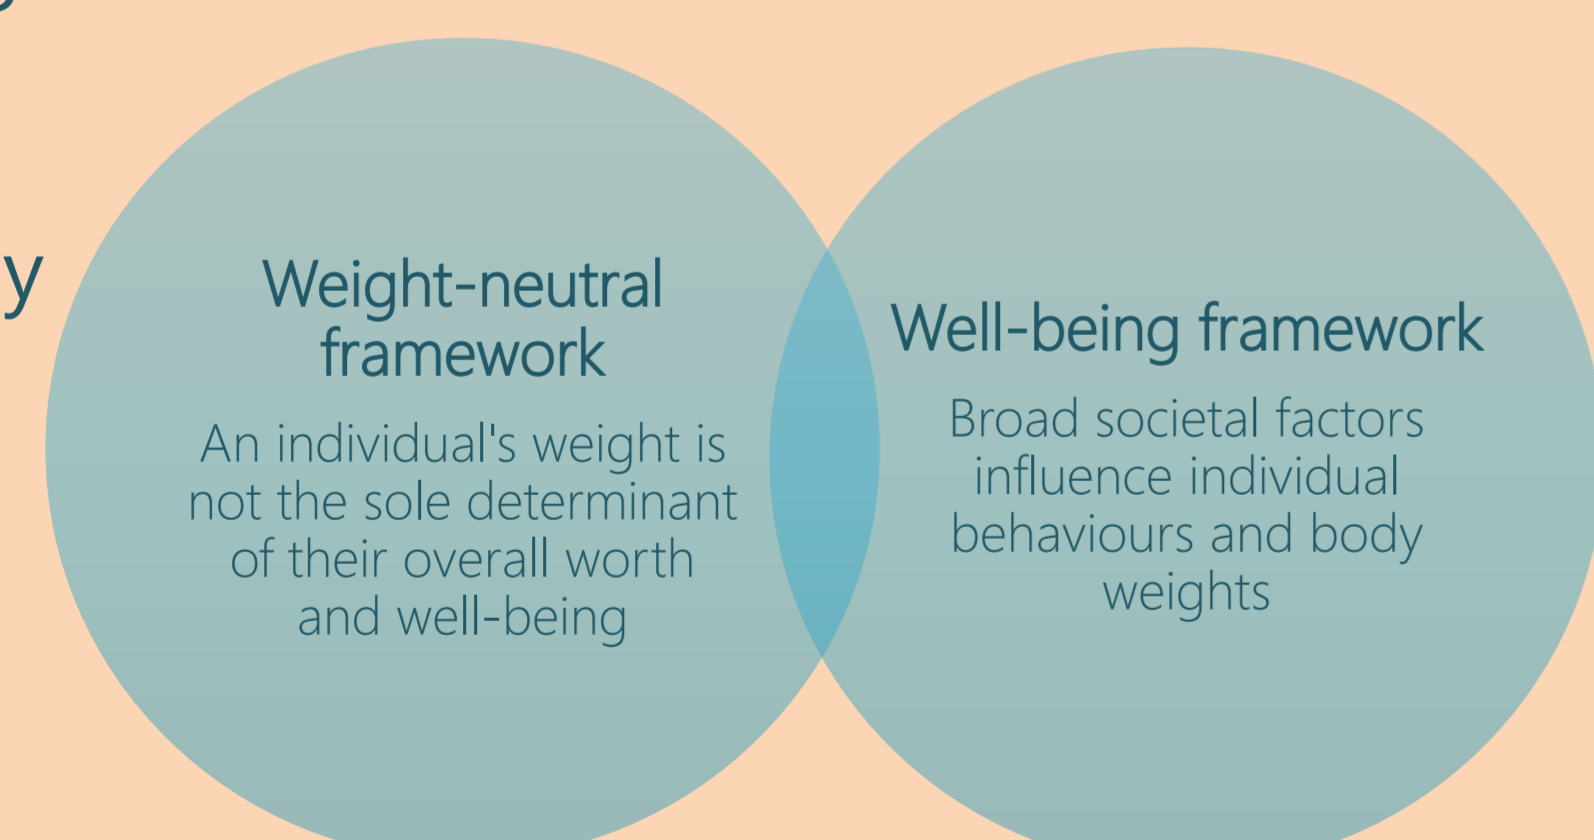 y
Weight-neutral
framework
An individual's weight is
not the sole determinant
of their overall worth
and well-being
Well-being framework
Broad societal factors
influence individual
behaviours and body
weights